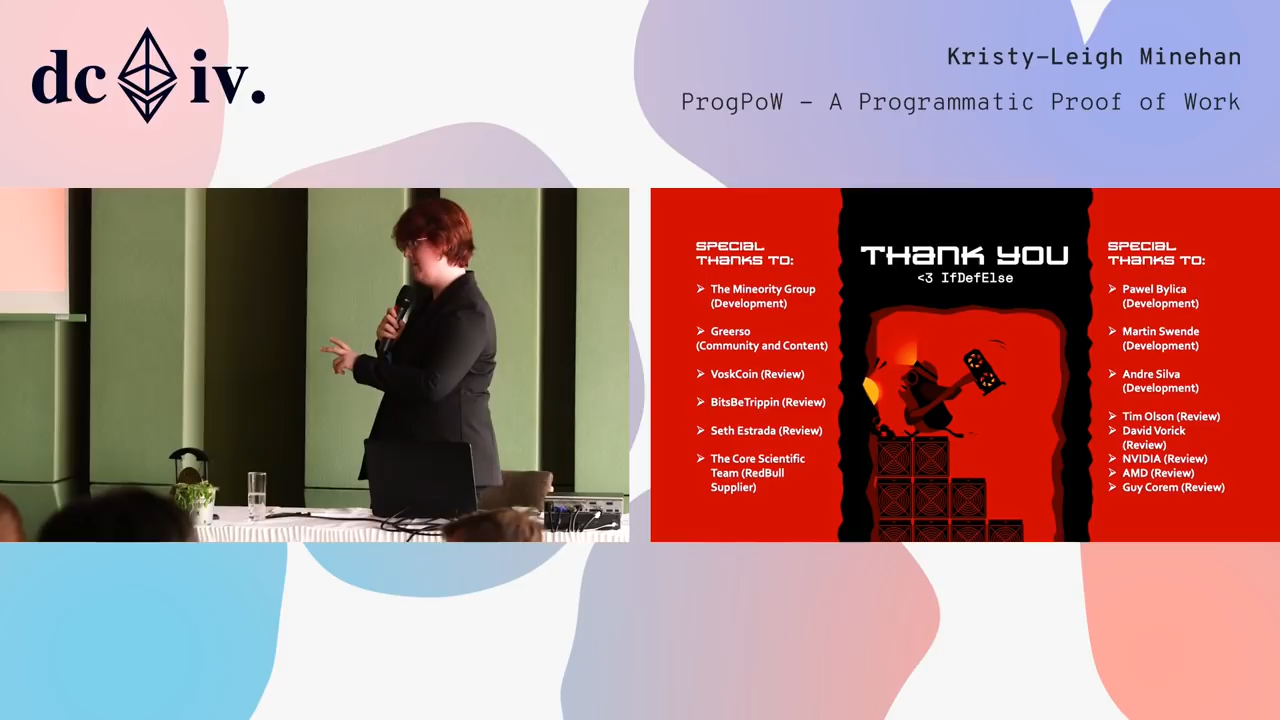 dc iv.
Kristy-Leigh Minehan
ProgPoW - A Programmatic Proof of Work
SPECIAL
THANKS TO:
➢ The Mineority Group
(Development)
➢ Greerso
(Community and Content)
➢ VoskCoin (Review)
➢ BitsBeTrippin (Review)
➢ Seth Estrada (Review)
➢ The Core Scientific
Team (RedBull
Supplier)
THANK YOU
<3 IfDefElse
SPECIAL
THANKS TO:
➢ Pawel Bylica
(Development)
➢ Martin Swende
(Development)
➢ Andre Silva
(Development)
➢ Tim Olson (Review)
➢ David Vorick
(Review)
➢ NVIDIA (Review)
➢ AMD (Review)
➢ Guy Corem (Review)